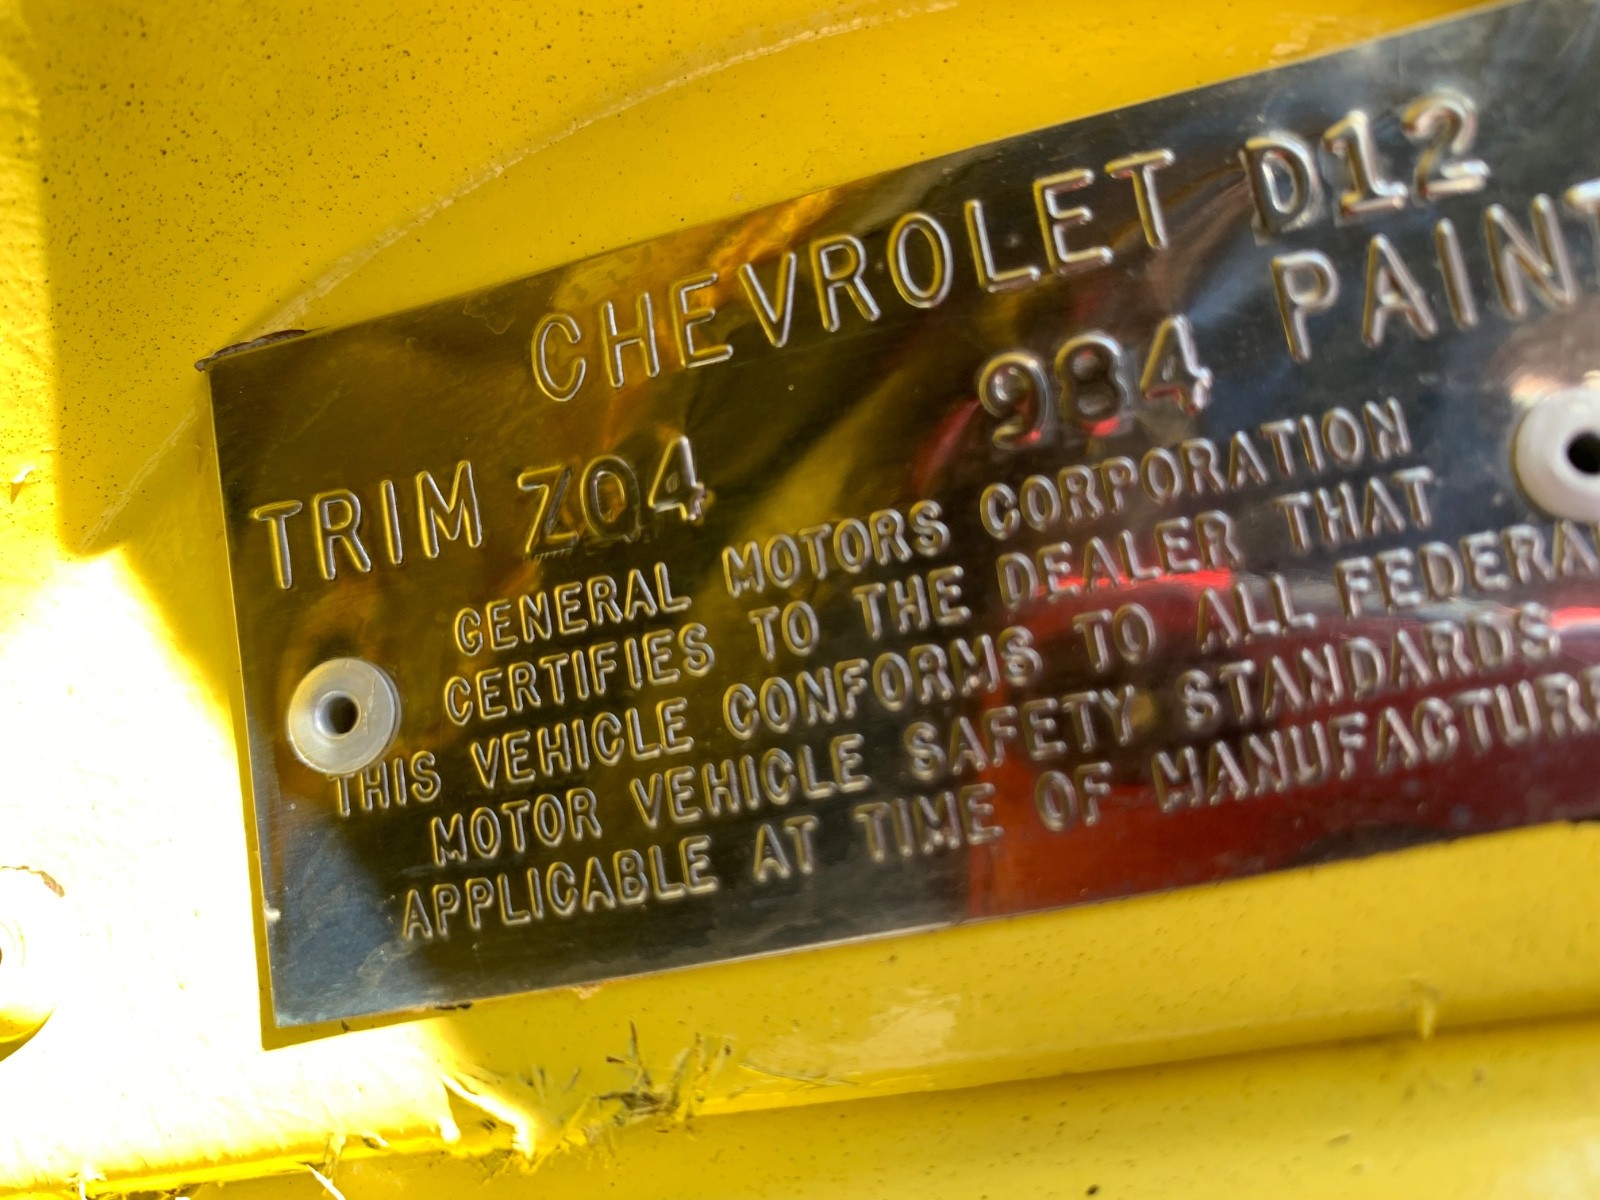 CHEVROLET D12
984 PAINT
TRIM ZQ4
GENERAL MOTORS CORPORATION
CERTIFIES TO THE DEALER THAT
THIS VEHICLE CONFORMS TO ALL FEDERAL
MOTOR VEHICLE SAFETY STANDARDS
APPLICABLE AT TIME OF MANUFACTURE